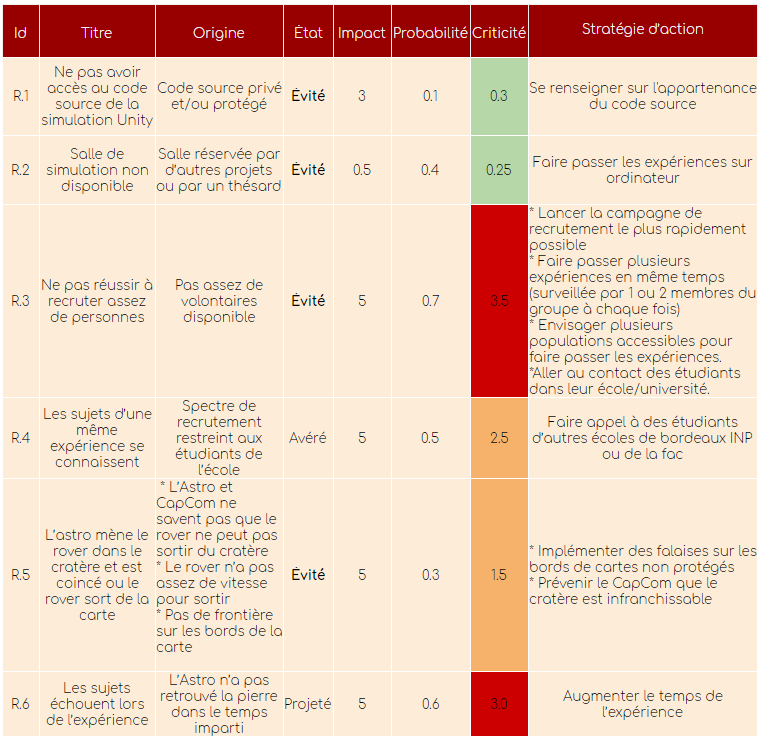 Id Titre Origine État Impact Probabilité Criticité Stratégie d'action
R.1
Ne pas avoir
accès au code
source de la
simulation Unity
Code source privé
et/ou protégé
Évité
3
0.1
0.3
Se renseigner sur l'appartenance
du code source
R.2
Salle de
simulation non
disponible
Salle réservée par
d'autres projets
ou par un thésard
Évité
0.5
0.4
0.25
Faire passer les expériences sur
ordinateur
R.3
Ne pas réussir à
recruter assez
de personnes
Pas assez de
volontaires
disponible
Évité
5
0.7
3.5
* Lancer la campagne de
recrutement le plus rapidement
possible
* Faire passer plusieurs
expériences en même temps
(surveillée par 1 ou 2 membres du
groupe à chaque fois)
* Envisager plusieurs
populations accessibles pour
faire passer les expériences.
*Aller au contact des étudiants
dans leur école/université.
R.4
Les sujets d'une
même
expérience se
connaissent
Spectre de
recrutement
restreint aux
étudiants de
l'école
Avéré
5
0.5
2.5
Faire appel à des étudiants
d'autres écoles de bordeaux INP
ou de la fac
R.5
L'astro mène le
rover dans le
cratère et est
coincé ou le
rover sort de la
carte
* L'Astro et
CapCom ne
savent pas que le
rover ne peut pas
sortir du cratère
* Le rover n'a pas
assez de vitesse
pour sortir
* Pas de frontière
sur les bords de la
carte
Évité
5
0.3
1.5
* Implémenter des falaises sur les
bords de cartes non protégés
* Prévenir le CapCom que le
cratère est infranchissable
R.6
Les sujets
échouent lors
de l'expérience
L'Astro n'a pas
retrouvé la pierre
dans le temps
imparti
Projeté
5
0.6
3.0
Augmenter le temps de
l'expérience